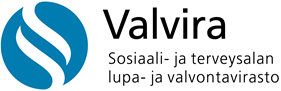 Valvira
Sosiaali- ja terveysalan
lupa- ja valvontavirasto